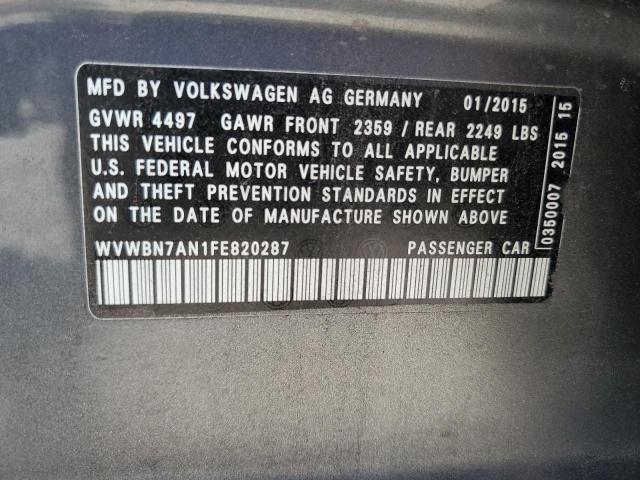 MFD BY VOLKSWAGEN AG GERMANY 01/2015
GVWR 4497 GAWR FRONT 2359 / REAR 2249 LBS
THIS VEHICLE CONFORMS TO ALL APPLICABLE
U.S. FEDERAL MOTOR VEHICLE SAFETY, BUMPER
AND THEFT PREVENTION STANDARDS IN EFFECT
ON THE DATE OF MANUFACTURE SHOWN ABOVE
WVWBN7AN1FE820287 PASSENGER CAR
0350007 2015 15